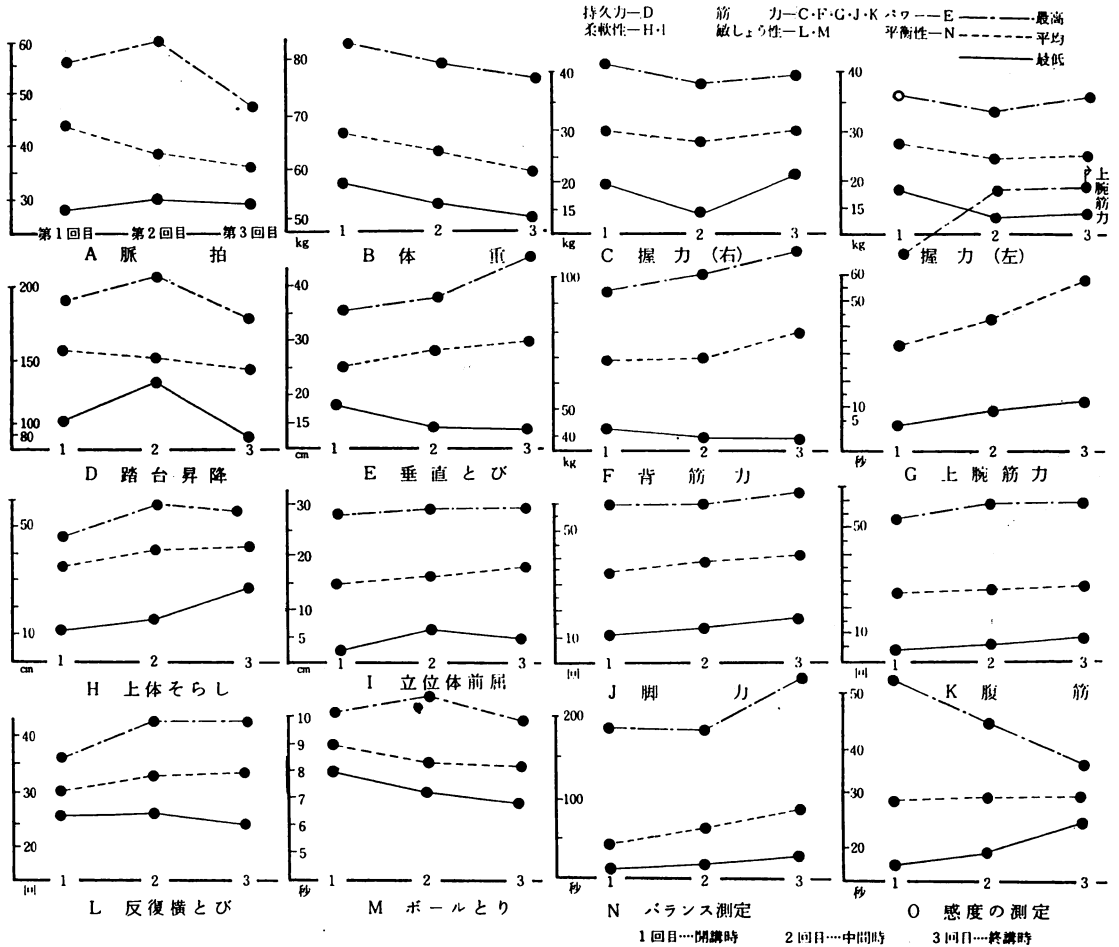 持久力―D 筋 力―C・F・G・J・K パワー―E 最高
柔軟性―H・I 敏しょう性―L・M 平衡性―N 平均
最低
60
50
40
30
第1回目 第2回目 第3回目
A 脈 拍
80
70
60
50
kg
1 2 3
B 体 重
40
30
20
15
kg
1 2 3
C 握力(右)
40
30
20
15
kg
1 2 3
上腕筋力
握力(左)
200
150
100
80
1 2 3
D 踏台昇降
40
30
20
15
cm
1 2 3
E 垂直とび
100
50
40
kg
1 2 3
F 背筋力
60
50
10
5
秒
1 2 3
G 上腕筋力
50
10
cm
1 2 3
H 上体そらし
30
20
10
5
cm
1 2 3
I 立位体前屈
50
10
回
1 2 3
J 脚 力
50
10
回
1 2 3
K 腹 筋
40
30
20
回
1 2 3
L 反復横とび
10
9
8
7
6
5
秒
1 2 3
M ボールとり
200
100
秒
1 2 3
N バランス測定
50
40
30
20
秒
1 2 3
O 感度の測定
1回目…開講時 2回目…中間時 3回目…終講時